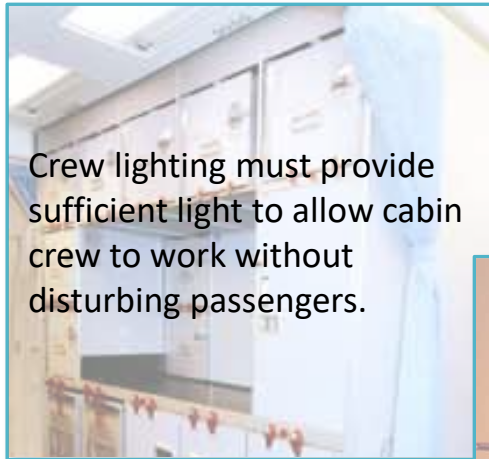 Crew lighting must provide
sufficient light to allow cabin
crew to work without
disturbing passengers.